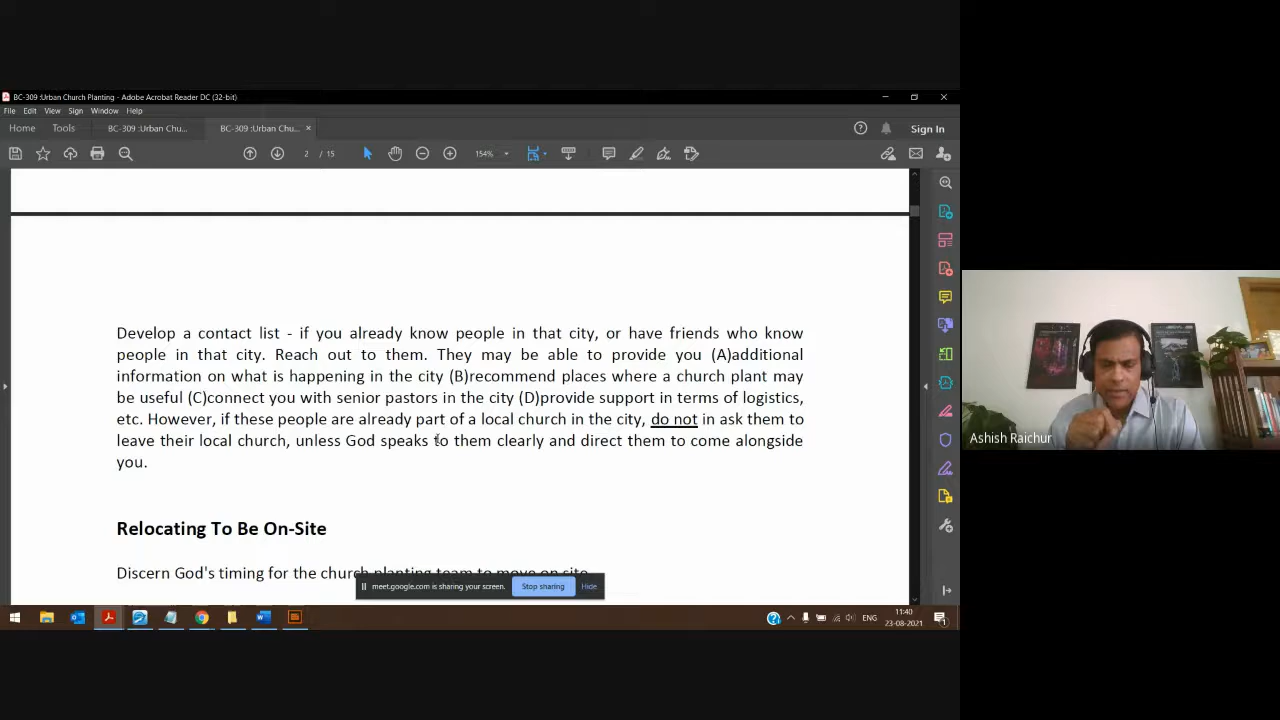 BC-309 :Urban Church Planting - Adobe Acrobat Reader DC (32-bit)
File Edit View Sign Window Help
Home Tools BC-309 :Urban Chu... BC-309 :Urban Chu... × Sign In
2 / 15 154%
Develop a contact list - if you already know people in that city, or have friends who know
people in that city. Reach out to them. They may be able to provide you (A)additional
information on what is happening in the city (B)recommend places where a church plant may
be useful (C)connect you with senior pastors in the city (D)provide support in terms of logistics,
etc. However, if these people are already part of a local church in the city, do not in ask them to
leave their local church, unless God speaks to them clearly and direct them to come alongside
you.
Relocating To Be On-Site
Discern God's timing for the church planting team to move on site
meet.google.com is sharing your screen. Stop sharing Hide
ENG
11:40
23-08-2021
Ashish Raichur